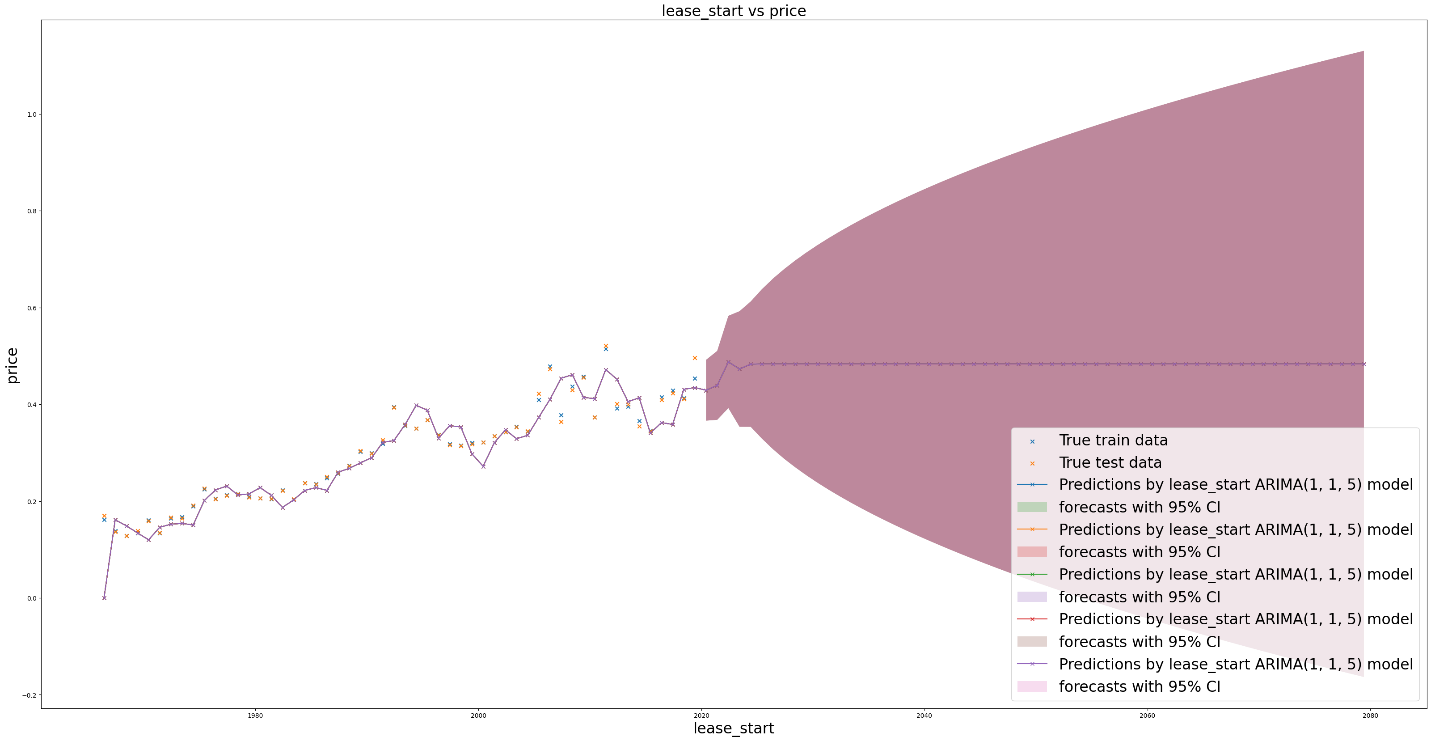 lease_start vs price
price
1.0
0.8
0.6
0.4
0.2
0.0
−0.2
1980
2000
2020
2040
2060
2080
lease_start
True train data
True test data
Predictions by lease_start ARIMA(1, 1, 5) model
forecasts with 95% CI
Predictions by lease_start ARIMA(1, 1, 5) model
forecasts with 95% CI
Predictions by lease_start ARIMA(1, 1, 5) model
forecasts with 95% CI
Predictions by lease_start ARIMA(1, 1, 5) model
forecasts with 95% CI
Predictions by lease_start ARIMA(1, 1, 5) model
forecasts with 95% CI